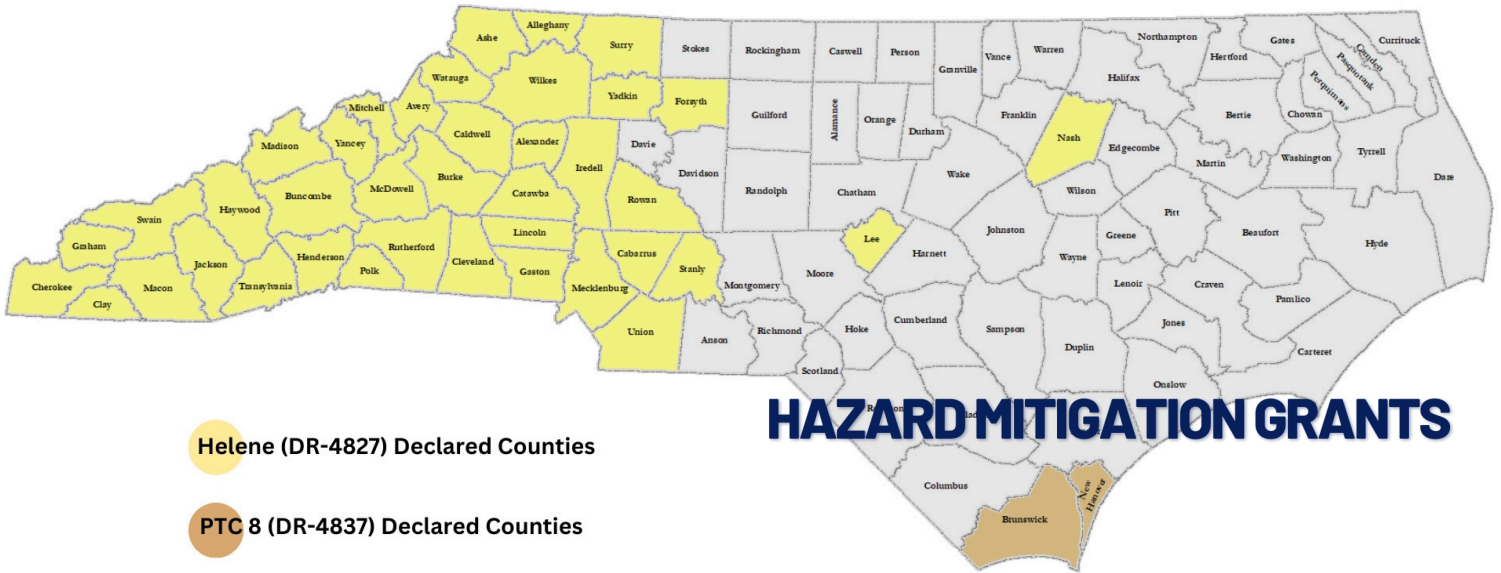 Alleghany
Ashe
Surry
Stokes
Rockingham
Caswell
Person
Granville
Vance
Warren
Northampton
Gates
Currituck
Camden
Pasquotank
Perquimans
Hertford
Halifax
Watauga
Wilkes
Yadkin
Forsyth
Guilford
Alamance
Orange
Durham
Franklin
Nash
Edgecombe
Bertie
Chowan
Mitchell
Avery
Madison
Yancey
Caldwell
Alexander
Iredell
Davie
Davidson
Randolph
Chatham
Wake
Wilson
Martin
Washington
Tyrrell
Dare
Buncombe
McDowell
Burke
Catawba
Rowan
Swain
Haywood
Graham
Jackson
Henderson
Rutherford
Polk
Cleveland
Lincoln
Gaston
Cabarrus
Stanly
Mecklenburg
Montgomery
Moore
Lee
Harnett
Johnston
Greene
Pitt
Beaufort
Hyde
Cherokee
Clay
Macon
Transylvania
Union
Anson
Richmond
Hoke
Cumberland
Sampson
Wayne
Lenoir
Craven
Pamlico
Jones
Duplin
Carteret
Scotland
Onslow
HAZARD MITIGATION GRANTS
Helene (DR-4827) Declared Counties
Columbus
New
Hanover
Brunswick
PTC 8 (DR-4837) Declared Counties